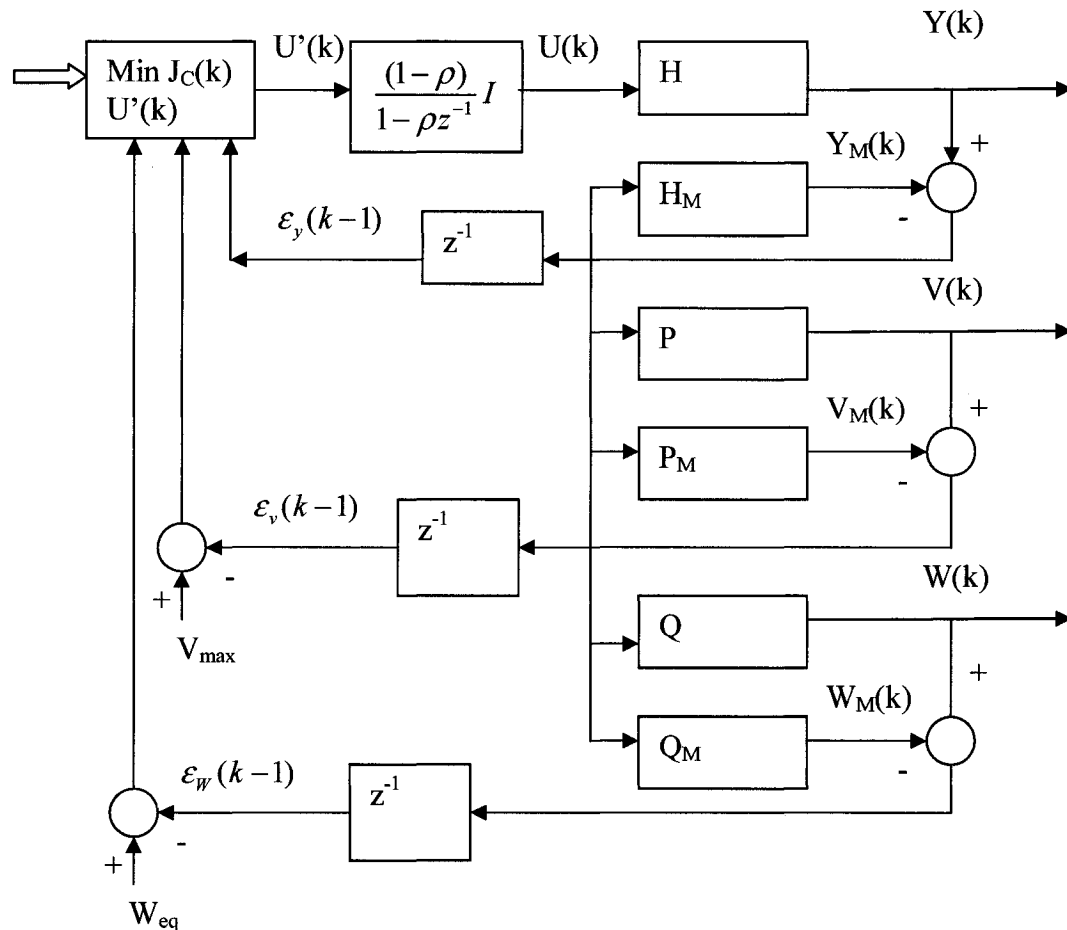 U'(k)
U(k)
Y(k)
Min J_C(k)
U'(k)
(1-ρ)
1-ρz^{-1}
I
H
Y_M(k)
+
H_M
-
ε_y(k-1)
z^{-1}
V(k)
P
V_M(k)
+
P_M
-
ε_v(k-1)
z^{-1}
-
+
V_max
W(k)
Q
+
W_M(k)
Q_M
-
ε_W(k-1)
z^{-1}
+
-
W_eq